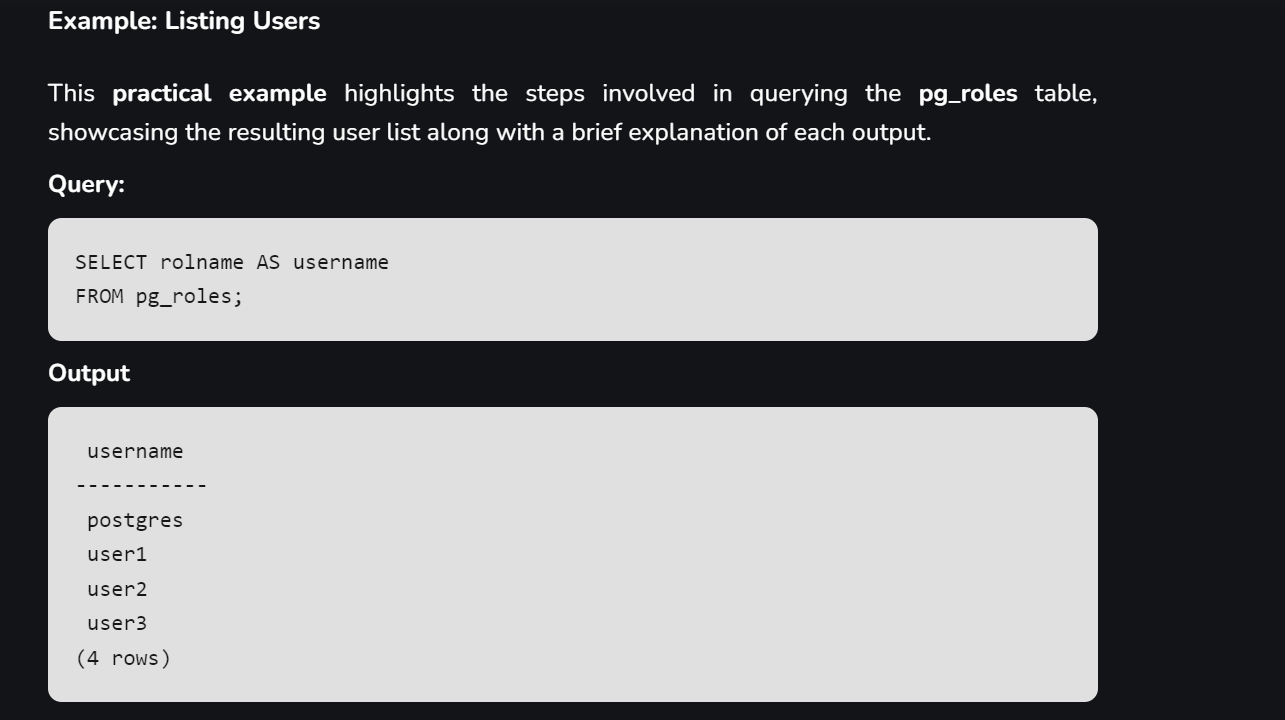 Example: Listing Users
This practical example highlights the steps involved in querying the pg_roles table,
showcasing the resulting user list along with a brief explanation of each output.
Query:
SELECT rolname AS username
FROM pg_roles;
Output
username
-----------
postgres
user1
user2
user3
(4 rows)